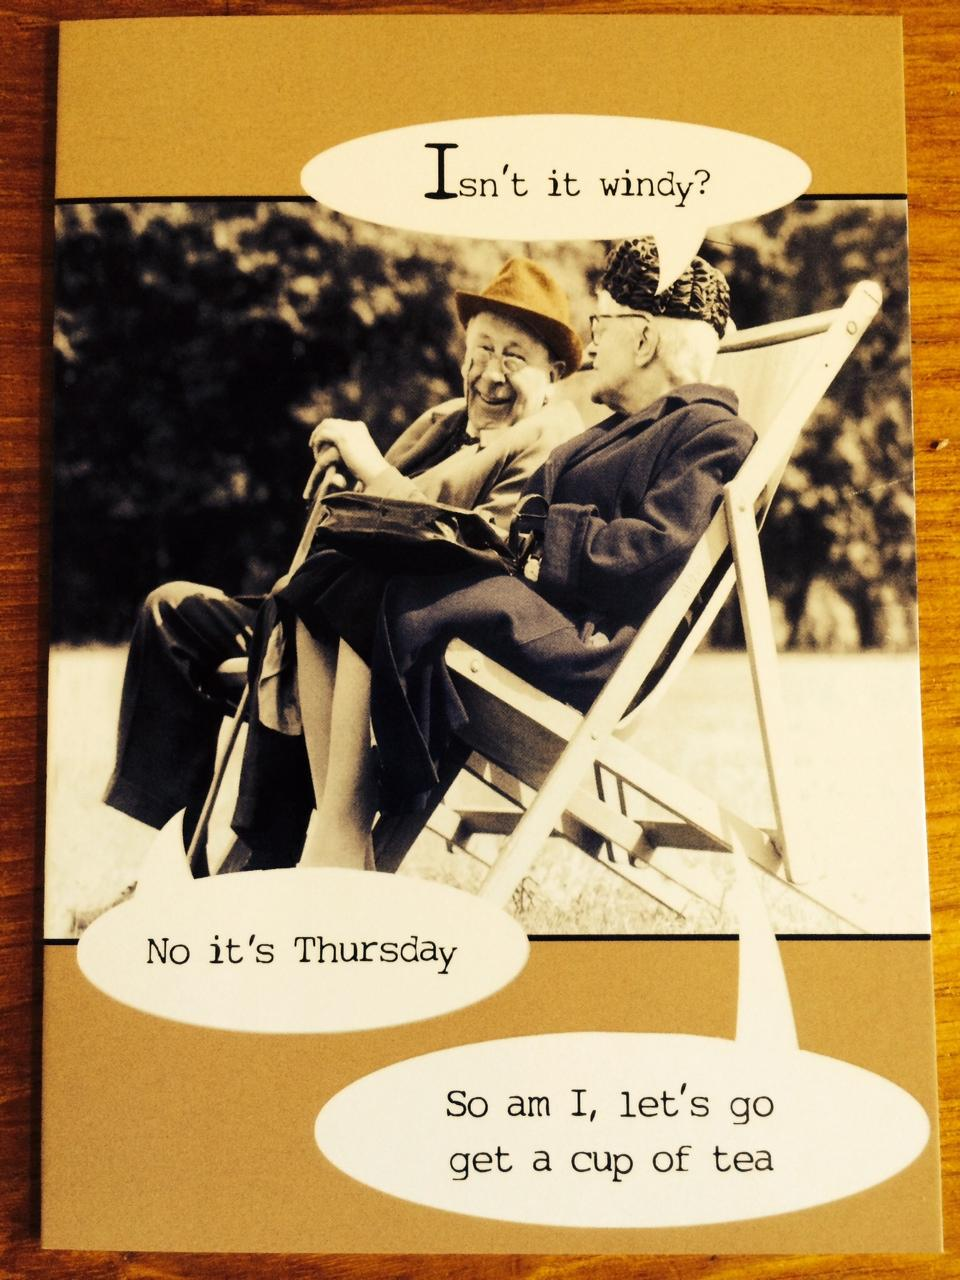 Isn't it windy?
No it's Thursday
So am I, let's go
get a cup of tea